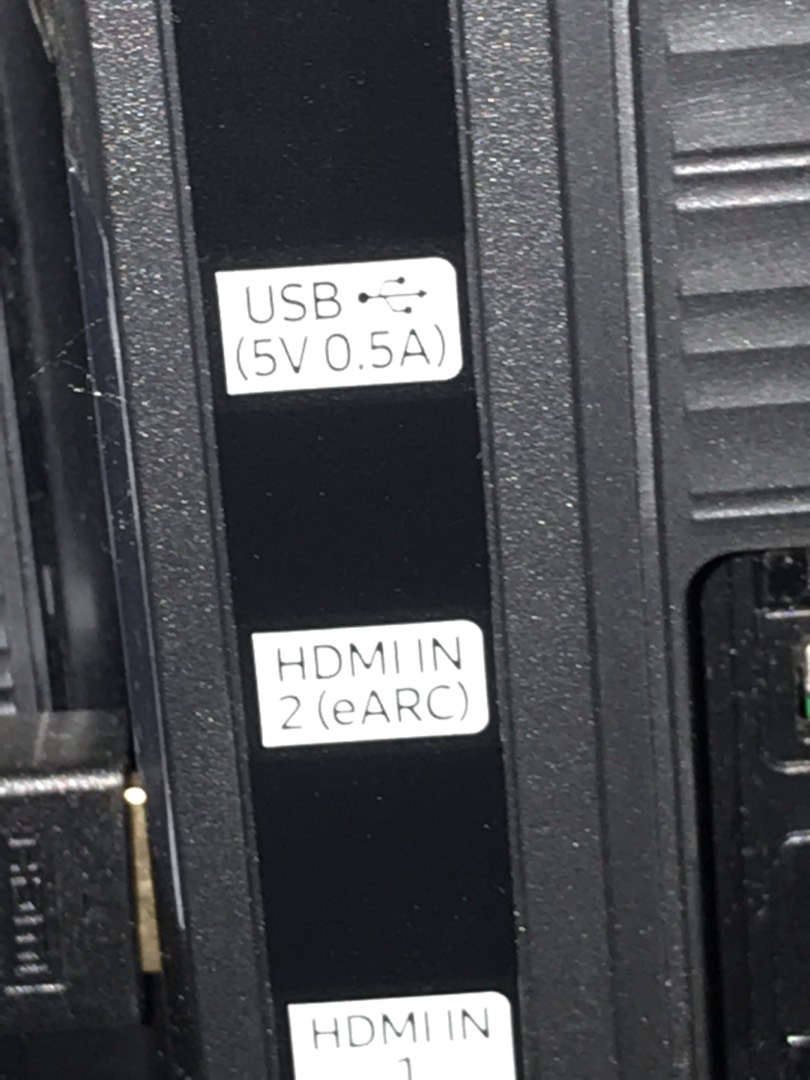 USB
(5V 0.5A)
HDMI IN
2 (eARC)
HDMI IN
1